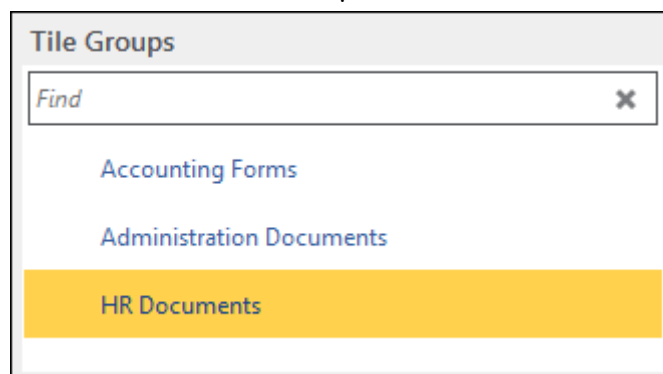 Tile Groups
Find
Accounting Forms
Administration Documents
HR Documents